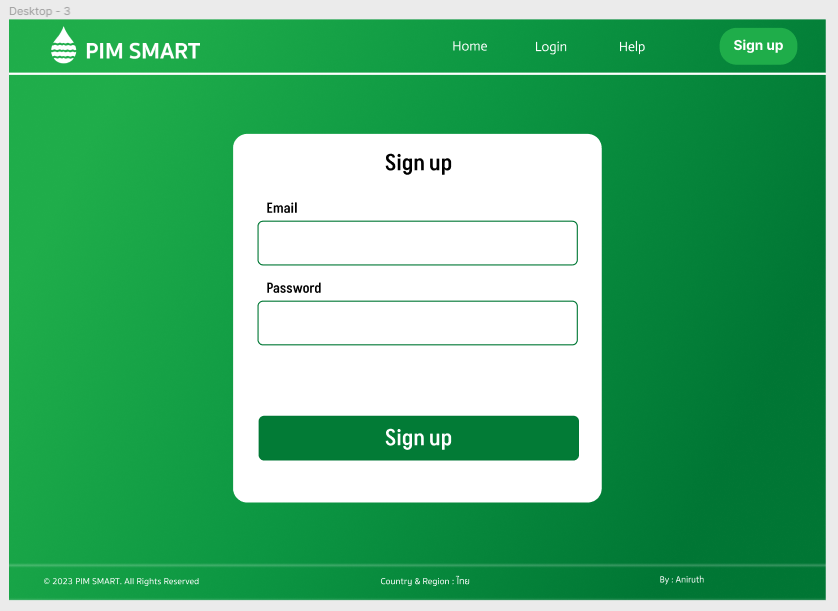 Desktop - 3
PIM SMART
Home
Login
Help
Sign up
Sign up
Email
Password
Sign up
© 2023 PIM SMART. All Rights Reserved
Country & Region : ไทย
By : Aniruth